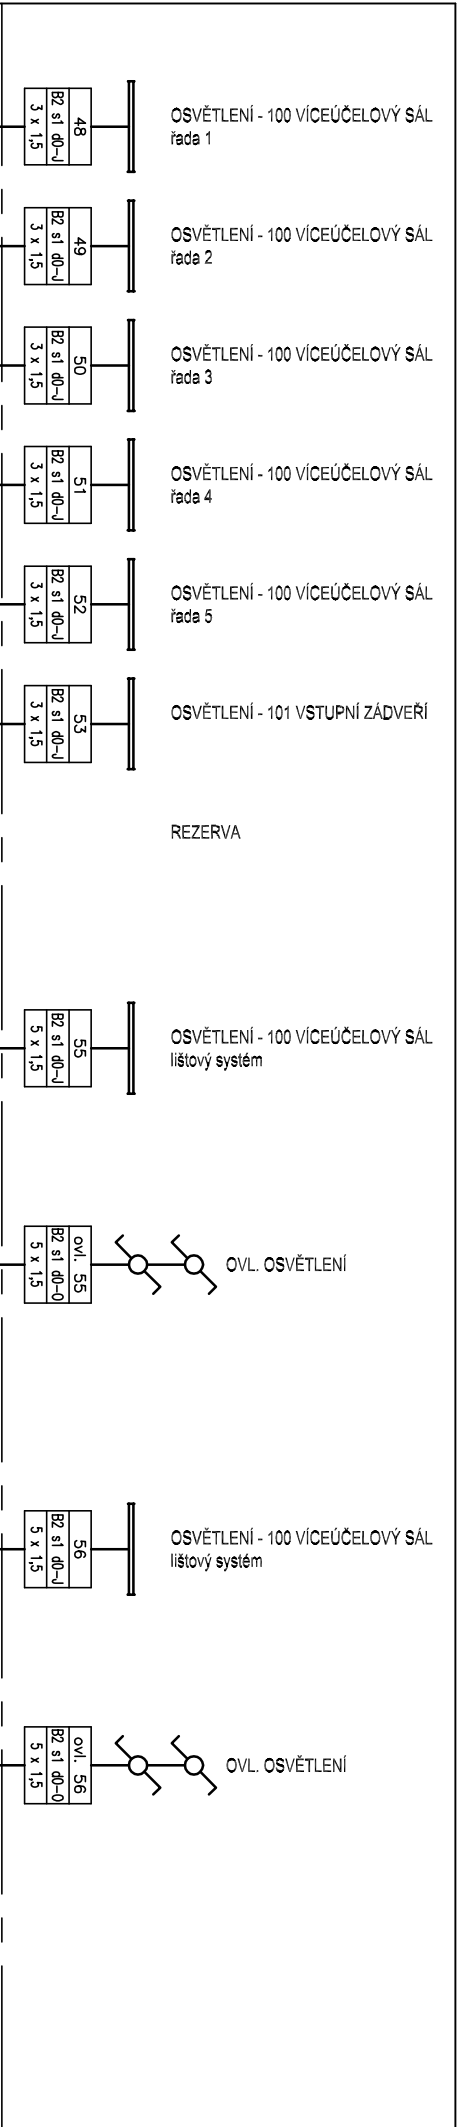 48
B2 s1 d0-J
3 x 1,5
OSVĚTLENÍ - 100 VÍCEÚČELOVÝ SÁL
řada 1
49
B2 s1 d0-J
3 x 1,5
OSVĚTLENÍ - 100 VÍCEÚČELOVÝ SÁL
řada 2
50
B2 s1 d0-J
3 x 1,5
OSVĚTLENÍ - 100 VÍCEÚČELOVÝ SÁL
řada 3
51
B2 s1 d0-J
3 x 1,5
OSVĚTLENÍ - 100 VÍCEÚČELOVÝ SÁL
řada 4
52
B2 s1 d0-J
3 x 1,5
OSVĚTLENÍ - 100 VÍCEÚČELOVÝ SÁL
řada 5
53
B2 s1 d0-J
3 x 1,5
OSVĚTLENÍ - 101 VSTUPNÍ ZÁDVEŘÍ
REZERVA
55
B2 s1 d0-J
5 x 1,5
OSVĚTLENÍ - 100 VÍCEÚČELOVÝ SÁL
lištový systém
ovl. 55
B2 s1 d0-O
5 x 1,5
OVL. OSVĚTLENÍ
56
B2 s1 d0-J
5 x 1,5
OSVĚTLENÍ - 100 VÍCEÚČELOVÝ SÁL
lištový systém
ovl. 56
B2 s1 d0-O
5 x 1,5
OVL. OSVĚTLENÍ